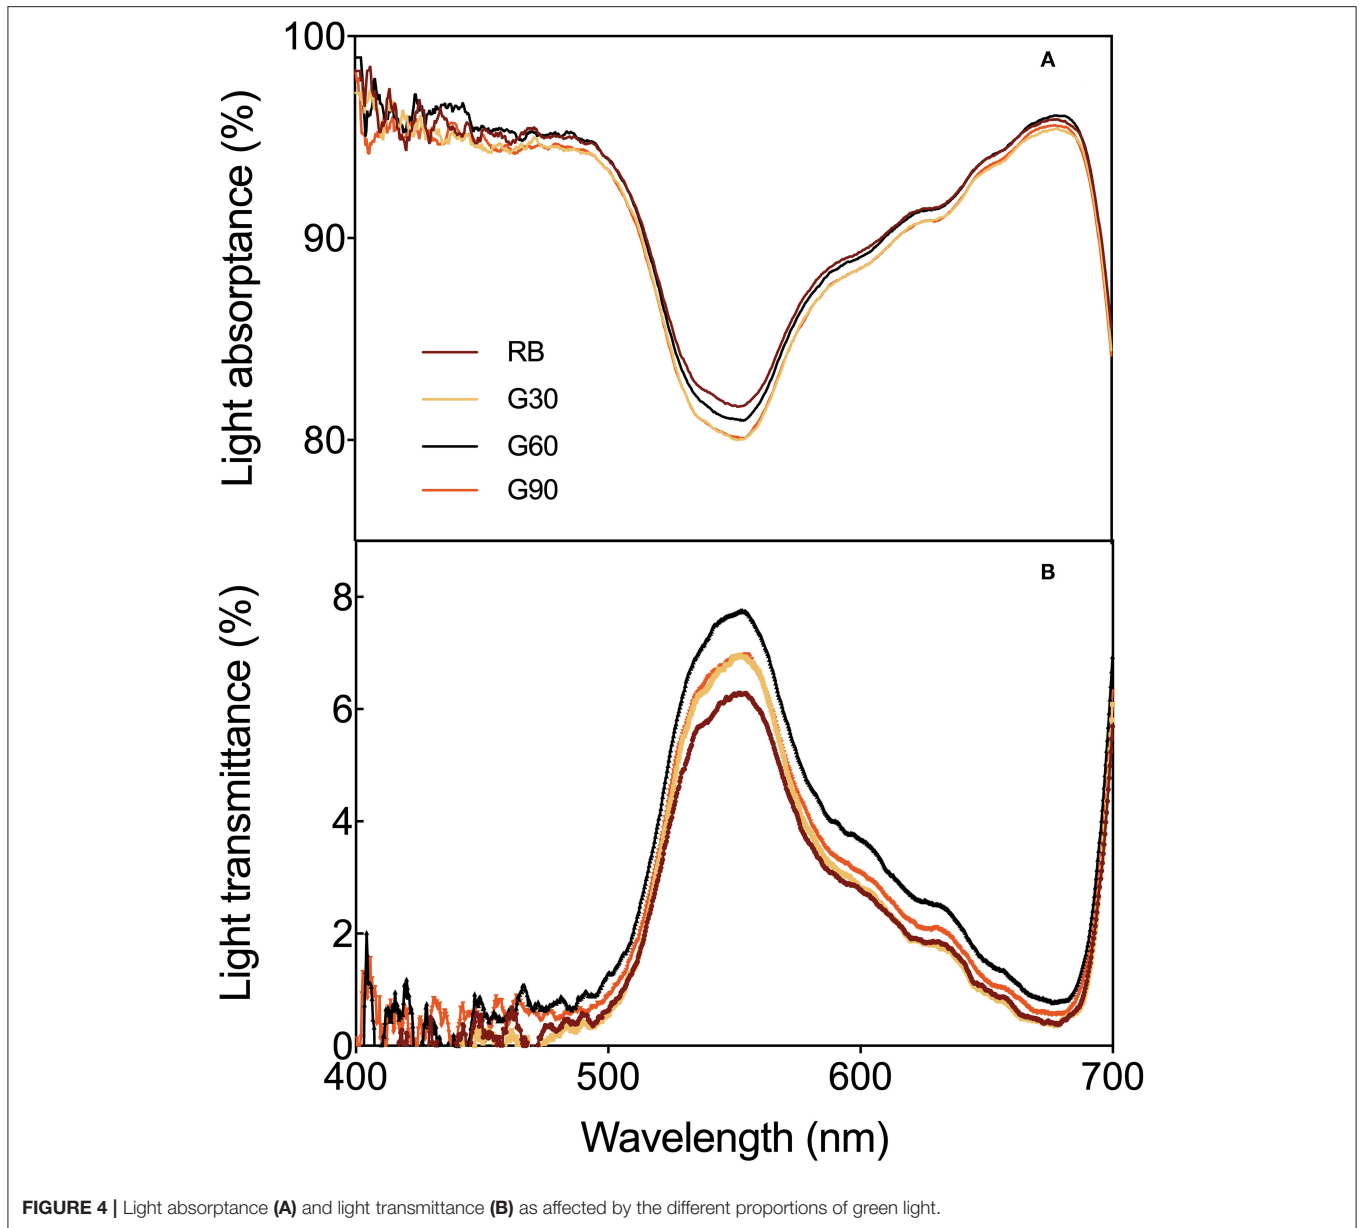 100
90
80
Light absorptance (%)
A
RB
G30
G60
G90
8
6
4
2
0
Light transmittance (%)
B
400 500 600 700
Wavelength (nm)
FIGURE 4 | Light absorptance (A) and light transmittance (B) as affected by the different proportions of green light.